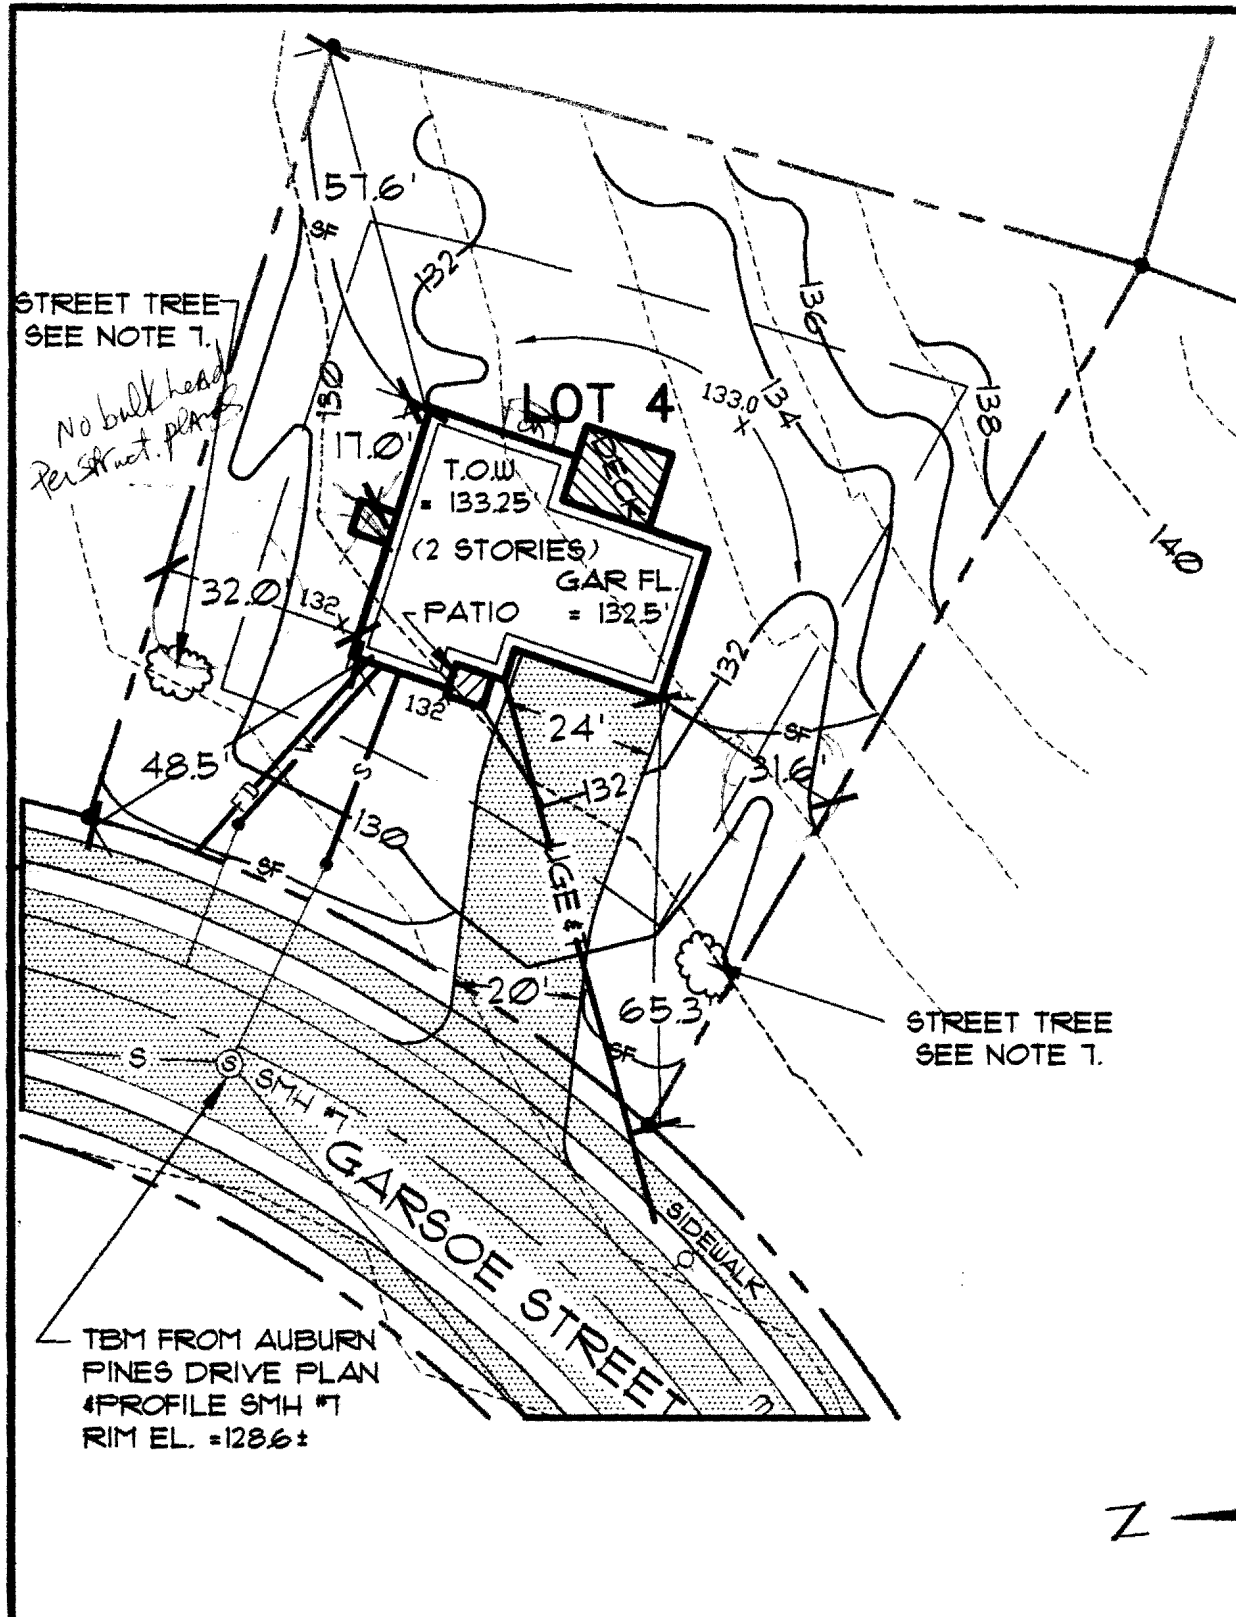 57.6'
SF
132
STREET TREE
SEE NOTE 7.
No bulkhead
Per struct. plans
130
17.0'
LOT 4
133.0
x
136
134
138
140
DECK
T.O.W
= 133.25
(2 STORIES)
GAR FL.
= 132.5'
PATIO
32.0'
132
x
132
132
24'
SF
31.6'
48.5'
W
S
D
132
130
SF
UGE &
20'
65.3
SF
STREET TREE
SEE NOTE 7.
S
S
SMH #7
GARSOE STREET
SIDEWALK
TBM FROM AUBURN
PINES DRIVE PLAN
&PROFILE SMH #7
RIM EL. =128.6±
Z